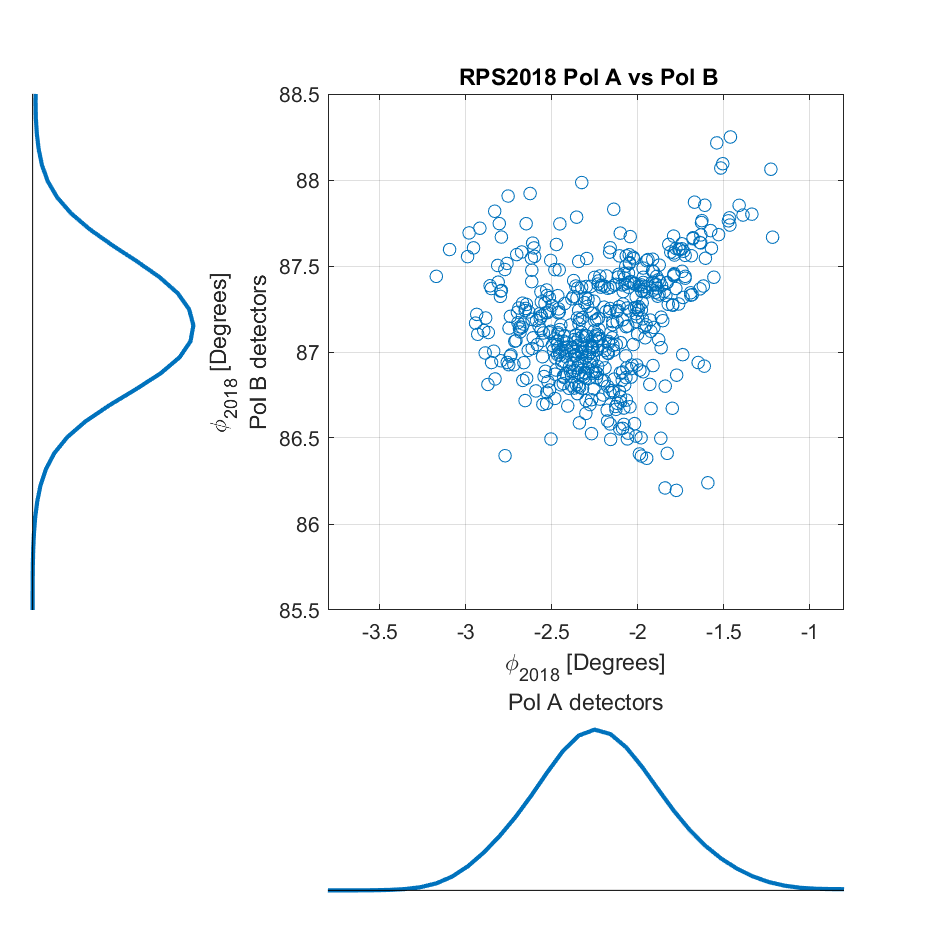 RPS2018 Pol A vs Pol B
88.5
88
87.5
87
86.5
86
85.5
ϕ2018 [Degrees]
Pol B detectors
-3.5 -3 -2.5 -2 -1.5 -1
ϕ2018 [Degrees]
Pol A detectors